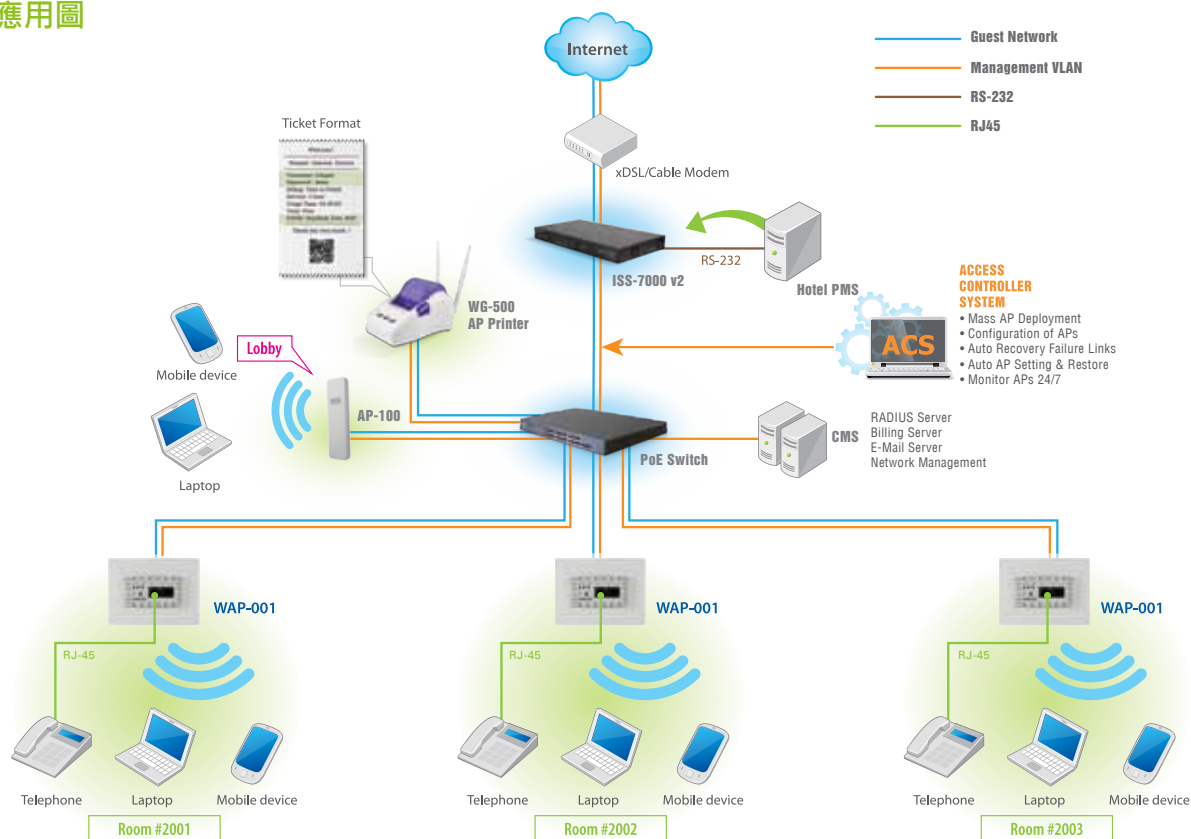 應用圖
Internet
Guest Network
Management VLAN
RS-232
RJ45
Ticket Format
xDSL/Cable Modem
RS-232
ISS-7000 v2
Hotel PMS
WG-500
AP Printer
ACCESS
CONTROLLER
SYSTEM
• Mass AP Deployment
• Configuration of APs
• Auto Recovery Failure Links
• Auto AP Setting & Restore
• Monitor APs 24/7
ACS
Lobby
Mobile device
AP-100
Laptop
PoE Switch
CMS
RADIUS Server
Billing Server
E-Mail Server
Network Management
WAP-001
WAP-001
WAP-001
RJ-45
RJ-45
RJ-45
Telephone
Laptop
Mobile device
Telephone
Laptop
Mobile device
Telephone
Laptop
Mobile device
Room #2001
Room #2002
Room #2003